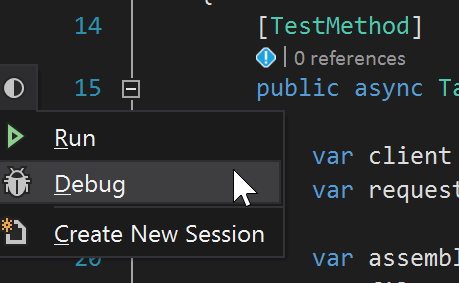 14 [TestMethod]
0 references
15 public async Ta
Run
var client
Debug
var request
Create New Session
20 var assembl